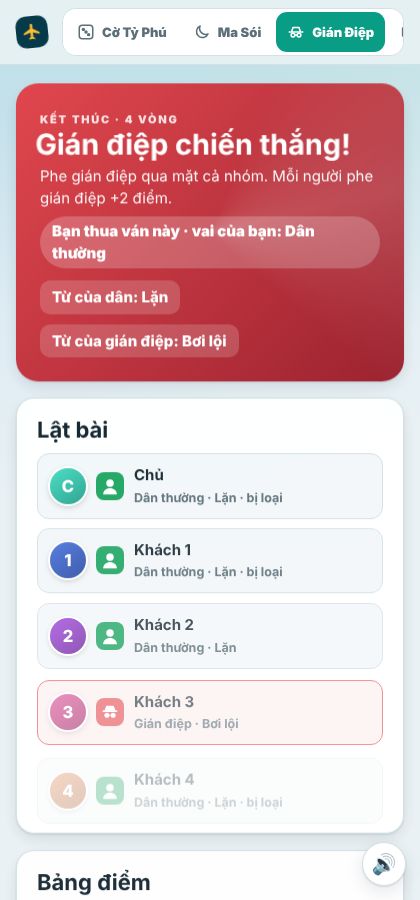 Cờ Tỷ Phú
Ma Sói
Gián Điệp
KẾT THÚC · 4 VÒNG
Gián điệp chiến thắng!
Phe gián điệp qua mặt cả nhóm. Mỗi người phe
gián điệp +2 điểm.
Bạn thua ván này · vai của bạn: Dân
thường
Từ của dân: Lặn
Từ của gián điệp: Bơi lội
Lật bài
C
Chủ
Dân thường · Lặn · bị loại
1
Khách 1
Dân thường · Lặn · bị loại
2
Khách 2
Dân thường · Lặn
3
Khách 3
Gián điệp · Bơi lội
4
Khách 4
Dân thường · Lặn · bị loại
Bảng điểm